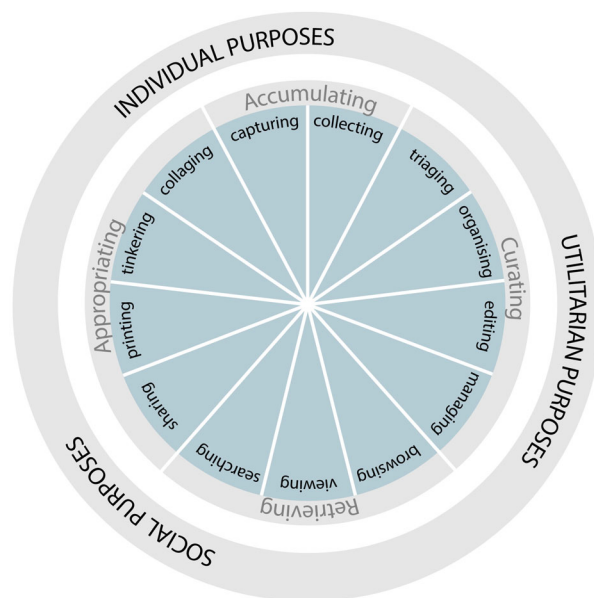 INDIVIDUAL PURPOSES
UTILITARIAN PURPOSES
SOCIAL PURPOSES
Accumulating
Curating
Retrieving
Appropriating
capturing
collecting
triaging
organising
editing
managing
browsing
viewing
searching
sharing
printing
tinkering
collaging